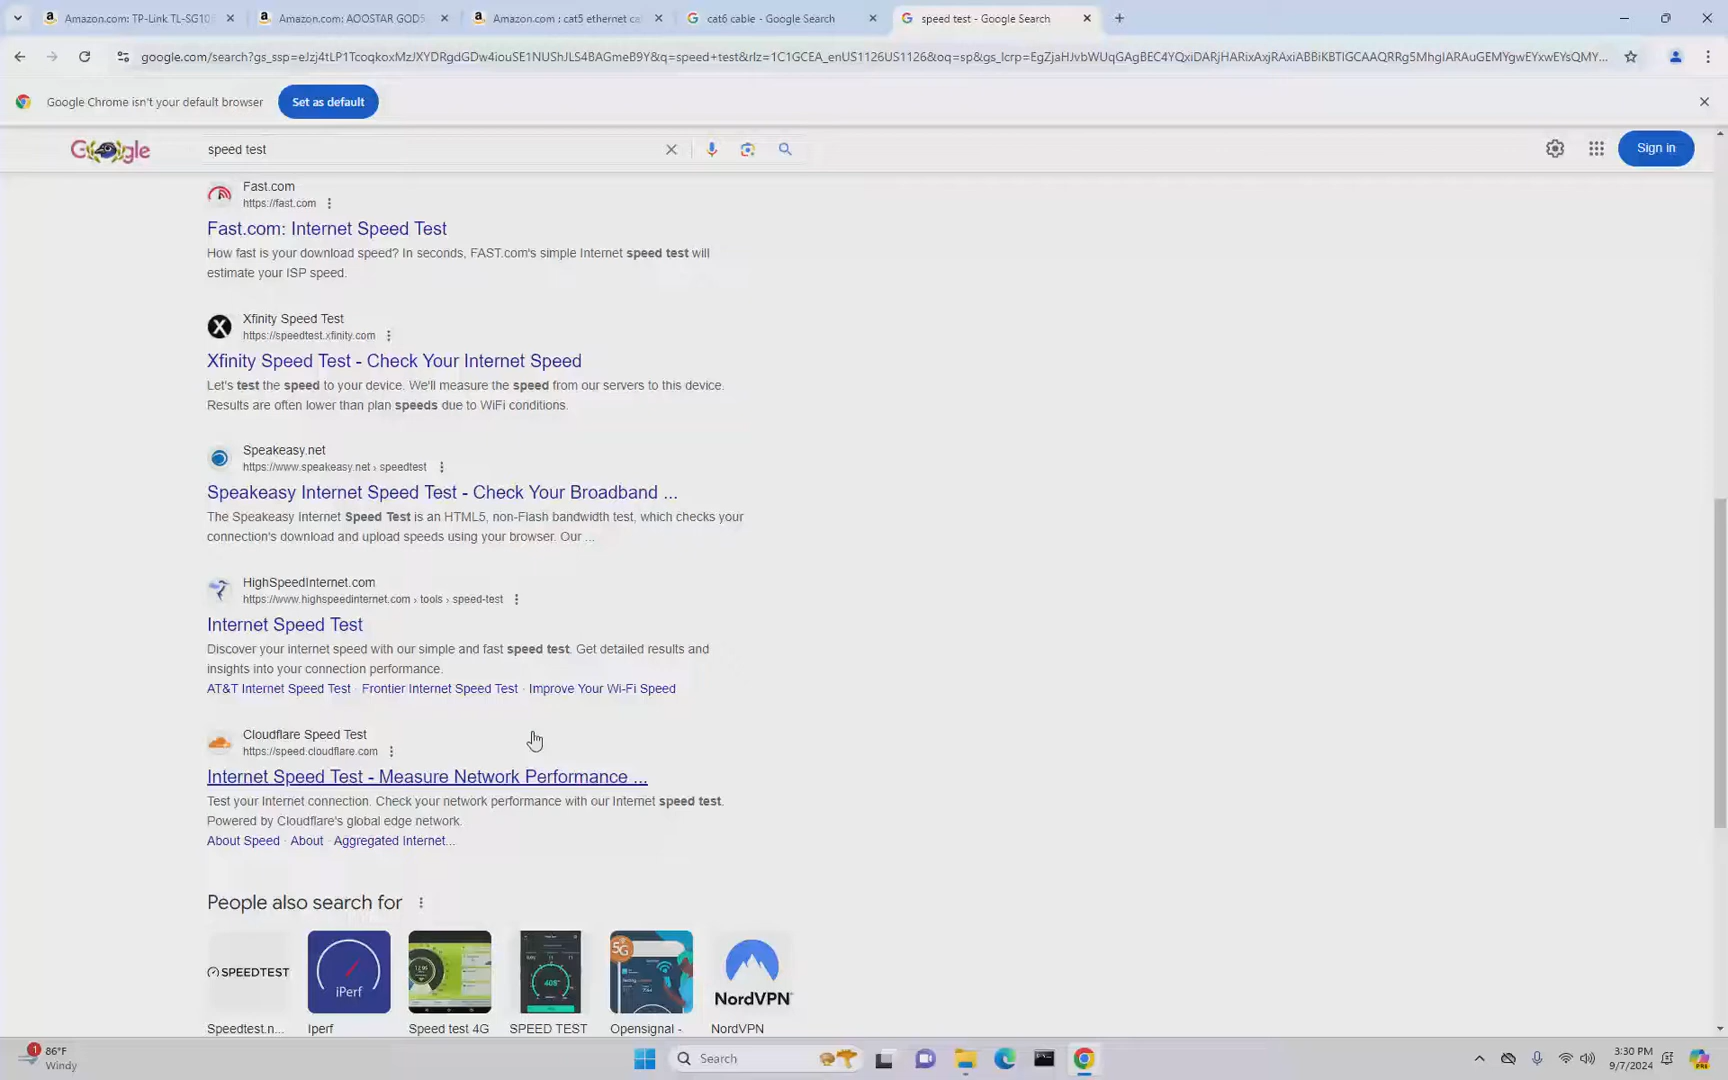 Amazon.com: TP-Link TL-SG10
Amazon.com: AOOSTAR GOD5
Amazon.com : cat5 ethernet ca
cat6 cable - Google Search
speed test - Google Search
Google Chrome isn't your default browser
Set as default
Google
speed test
Sign in
Fast.com
https://fast.com
Fast.com: Internet Speed Test
How fast is your download speed? In seconds, FAST.com's simple Internet speed test will
estimate your ISP speed.
Xfinity Speed Test
https://speedtest.xfinity.com
Xfinity Speed Test - Check Your Internet Speed
Let's test the speed to your device. We'll measure the speed from our servers to this device.
Results are often lower than plan speeds due to WiFi conditions.
Speakeasy.net
https://www.speakeasy.net › speedtest
Speakeasy Internet Speed Test - Check Your Broadband ...
The Speakeasy Internet Speed Test is an HTML5, non-Flash bandwidth test, which checks your
connection's download and upload speeds using your browser. Our ...
HighSpeedInternet.com
https://www.highspeedinternet.com › tools › speed-test
Internet Speed Test
Discover your internet speed with our simple and fast speed test. Get detailed results and
insights into your connection performance.
AT&T Internet Speed Test · Frontier Internet Speed Test · Improve Your Wi-Fi Speed
Cloudflare Speed Test
https://speed.cloudflare.com
Internet Speed Test - Measure Network Performance ...
Test your Internet connection. Check your network performance with our Internet speed test.
Powered by Cloudflare's global edge network.
About Speed · About · Aggregated Internet...
People also search for
SPEEDTEST
iPerf
5G
NordVPN
Speedtest.n...
Iperf
Speed test 4G
SPEED TEST
Opensignal -
NordVPN
1
86°F
Windy
Search
3:30 PM
9/7/2024